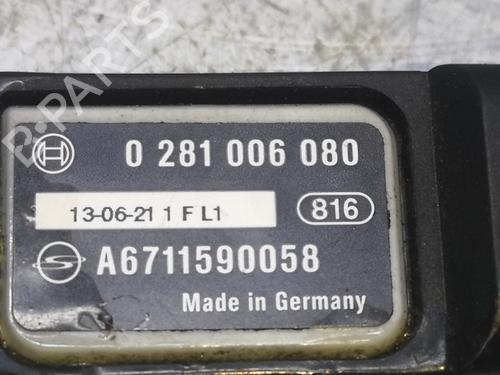 B-PARTS
0 281 006 080
13-06-21 1 F L1
816
A6711590058
Made in Germany